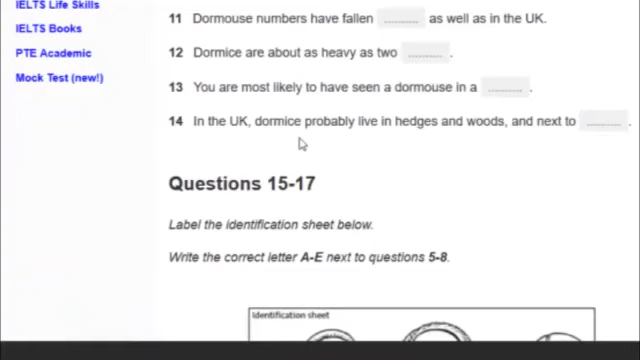 IELTS Life Skills
IELTS Books
PTE Academic
Mock Test (new!)
11 Dormouse numbers have fallen .......... as well as in the UK.
12 Dormice are about as heavy as two .......... .
13 You are most likely to have seen a dormouse in a .......... .
14 In the UK, dormice probably live in hedges and woods, and next to .......... .
Questions 15-17
Label the identification sheet below.
Write the correct letter A-E next to questions 5-8.
Identification sheet